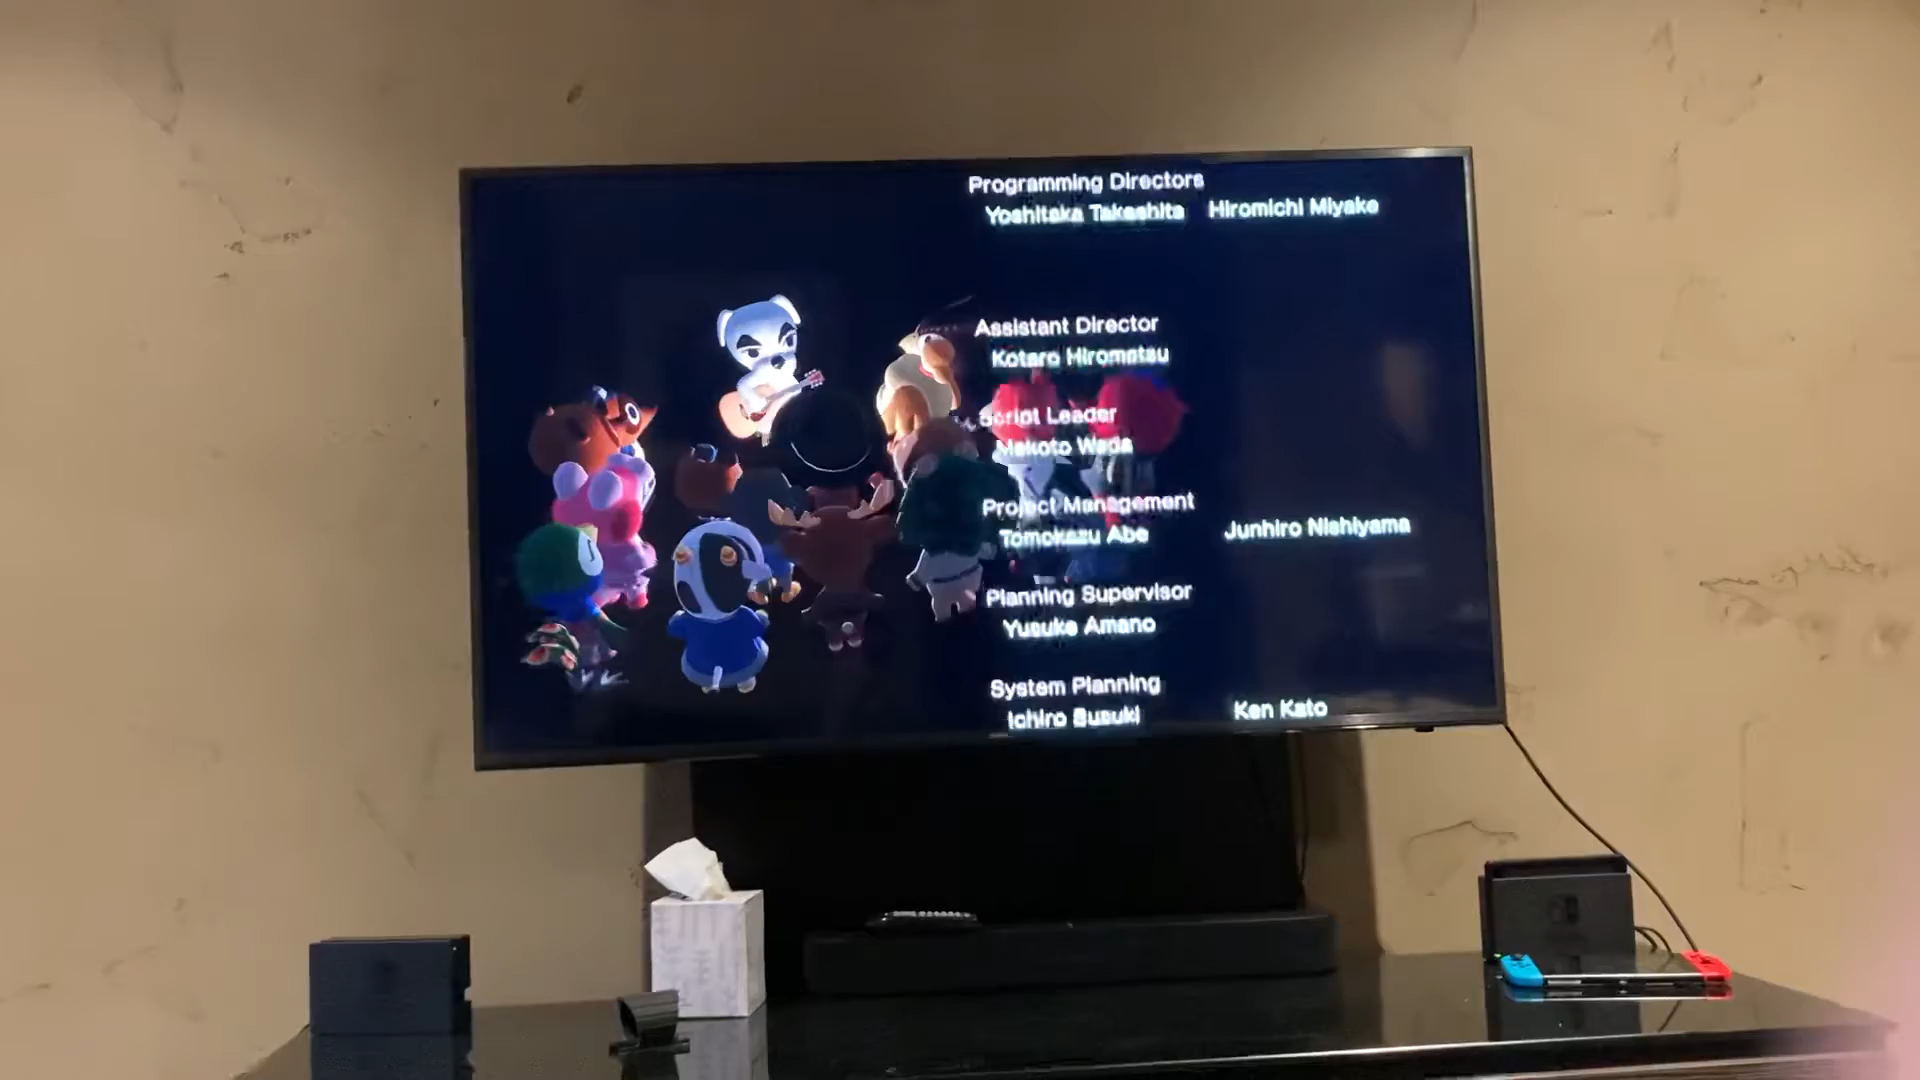 Programming Directors
Yoshitaka Takeshita Hiromichi Miyake
Assistant Director
Kotaro Hiromatsu
Script Leader
Makoto Wada
Project Management
Tomokazu Abe Junhiro Nishiyama
Planning Supervisor
Yusuke Amano
System Planning
Ichiro Suzuki Ken Kato